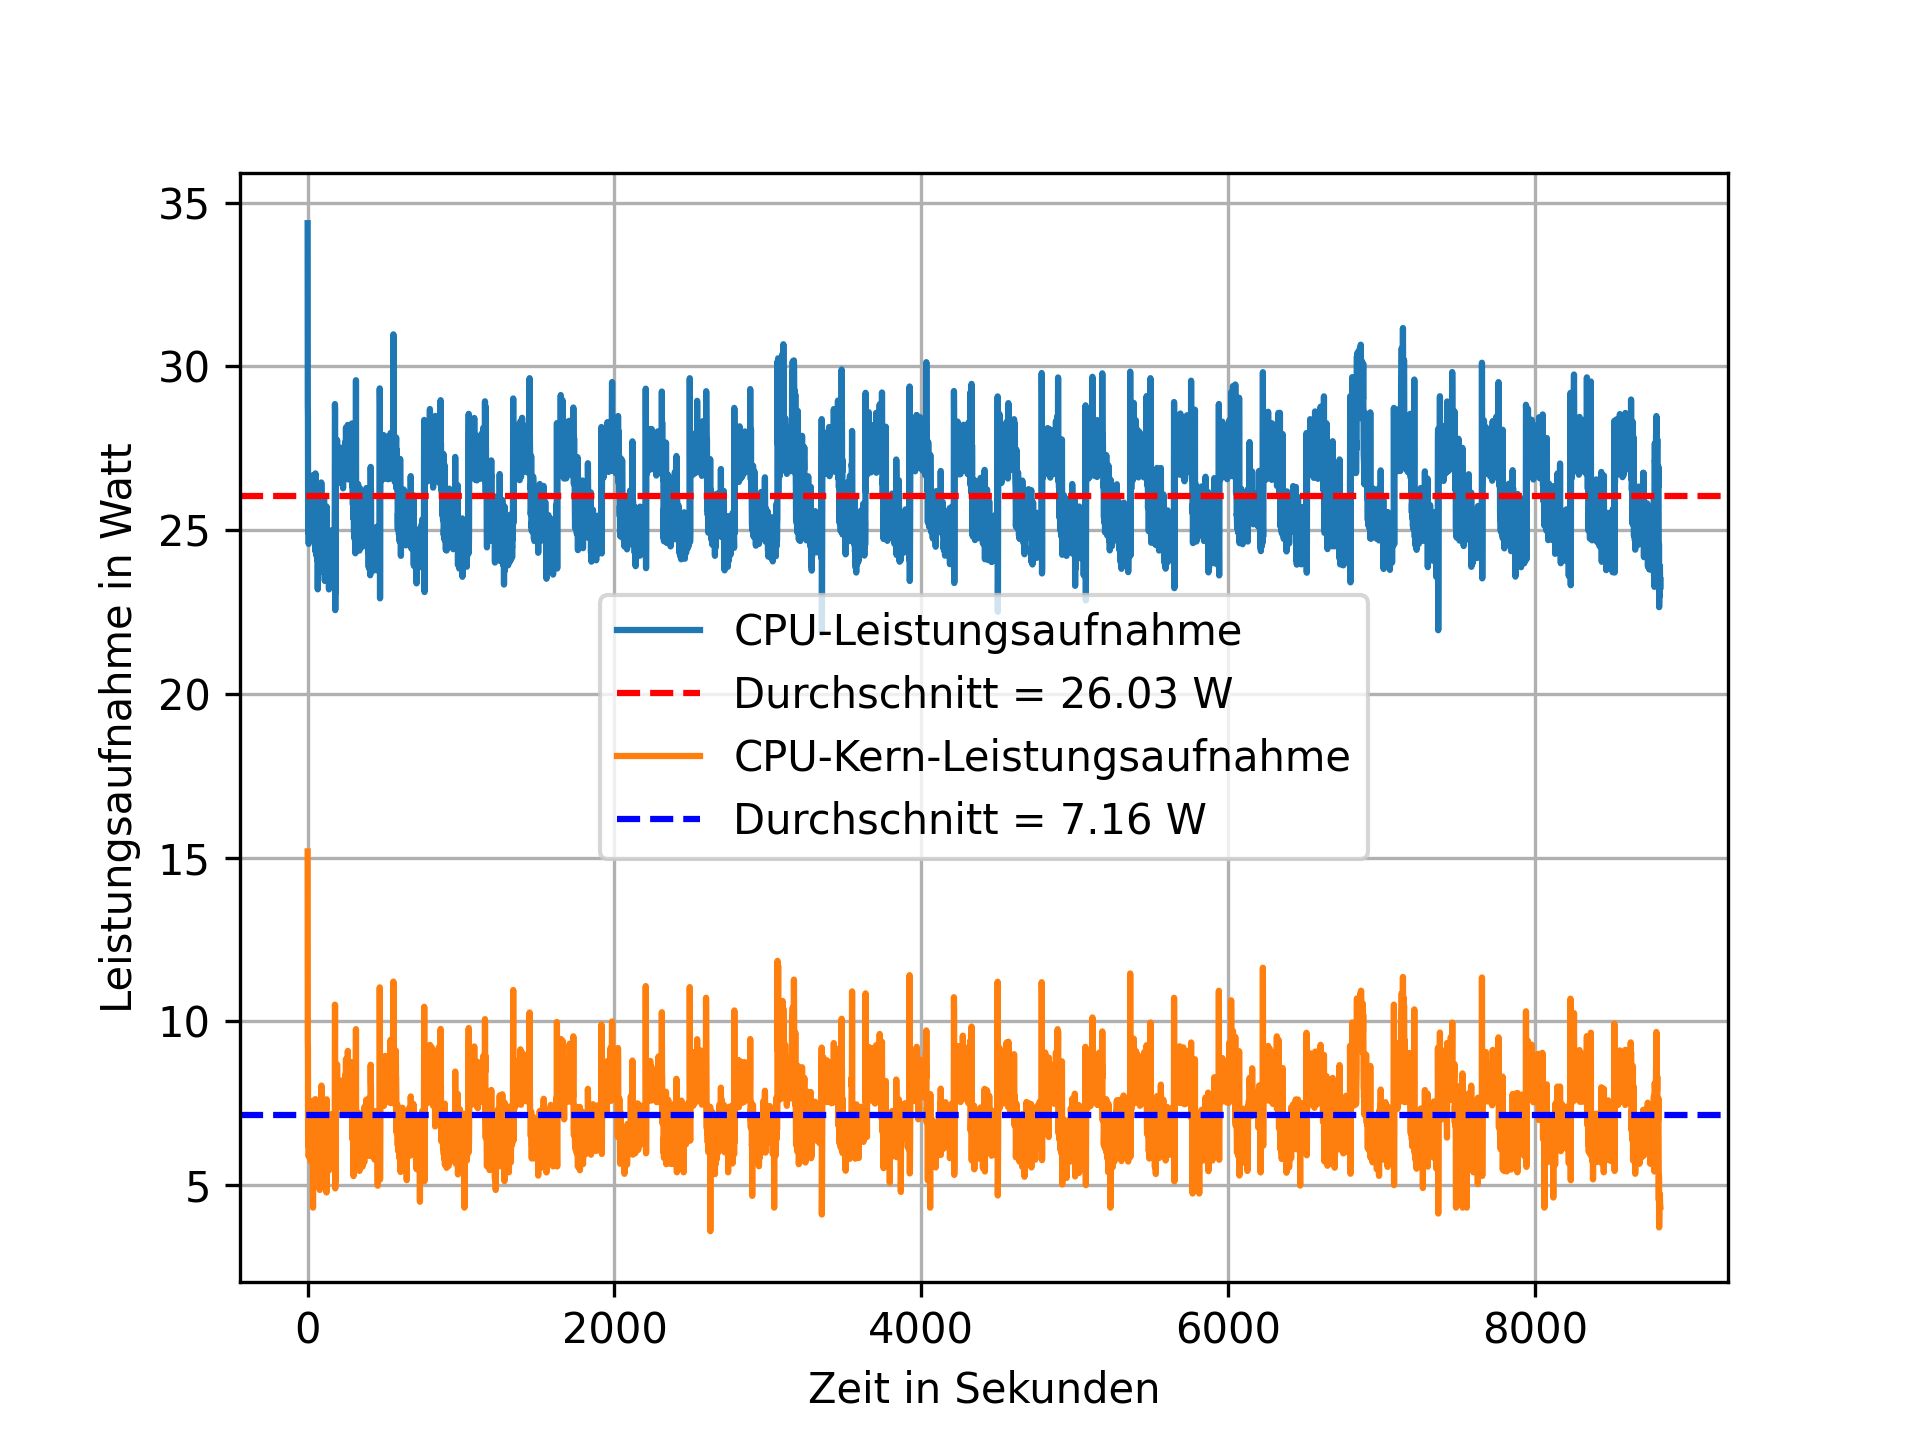 35
30
25
20
15
10
5
Leistungsaufnahme in Watt
CPU-Leistungsaufnahme
Durchschnitt = 26.03 W
CPU-Kern-Leistungsaufnahme
Durchschnitt = 7.16 W
0 2000 4000 6000 8000
Zeit in Sekunden